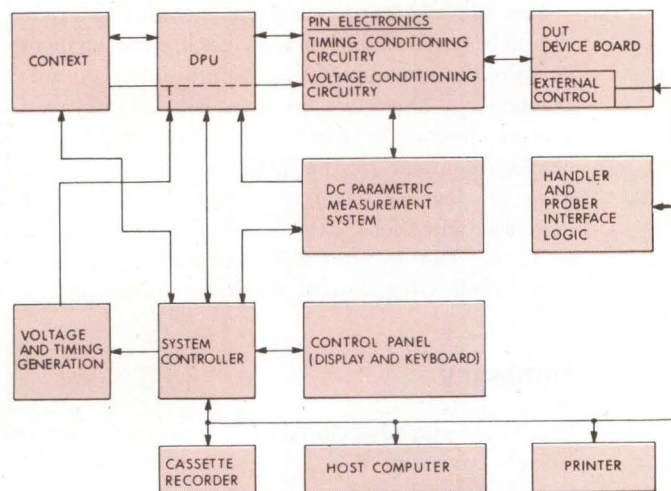 CONTEXT
DPU
PIN ELECTRONICS
TIMING CONDITIONING
CIRCUITRY
VOLTAGE CONDITIONING
CIRCUITRY
DUT
DEVICE BOARD
EXTERNAL
CONTROL
DC PARAMETRIC
MEASUREMENT
SYSTEM
HANDLER
AND
PROBER
INTERFACE
LOGIC
VOLTAGE
AND TIMING
GENERATION
SYSTEM
CONTROLLER
CONTROL PANEL
(DISPLAY AND KEYBOARD)
CASSETTE
RECORDER
HOST COMPUTER
PRINTER